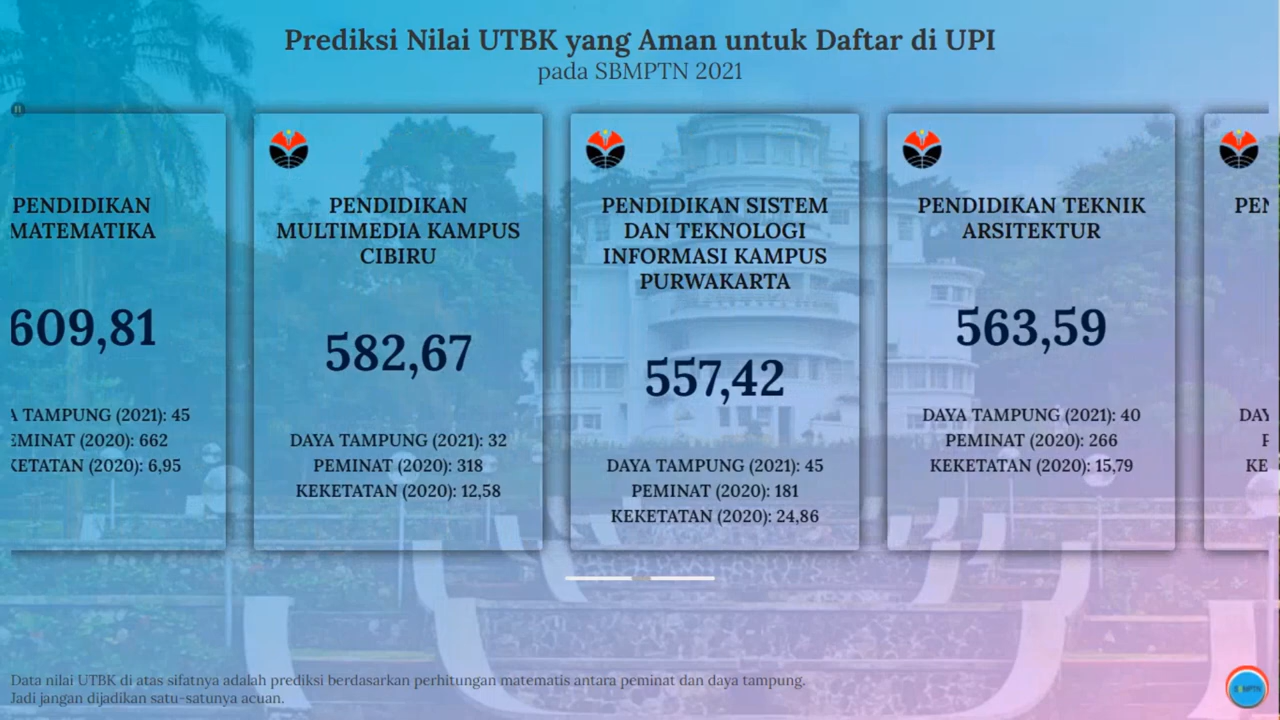 Prediksi Nilai UTBK yang Aman untuk Daftar di UPI
pada SBMPTN 2021
PENDIDIKAN
MATEMATIKA
609,81
TAMPUNG (2021): 45
(2020): 662
(2020): 6,95
PENDIDIKAN
MULTIMEDIA KAMPUS
CIBIRU
582,67
DAYA TAMPUNG (2021): 32
PEMINAT (2020): 318
KEKETATAN (2020): 12,58
PENDIDIKAN SISTEM
DAN TEKNOLOGI
INFORMASI KAMPUS
PURWAKARTA
557,42
DAYA TAMPUNG (2021): 45
PEMINAT (2020): 181
KEKETATAN (2020): 24,86
PENDIDIKAN TEKNIK
ARSITEKTUR
563,59
DAYA TAMPUNG (2021): 40
PEMINAT (2020): 266
KEKETATAN (2020): 15,79
Data nilai UTBK di atas sifatnya adalah prediksi berdasarkan perhitungan matematis antara peminat dan daya tampung.
Jadi jangan dijadikan satu-satunya acuan.